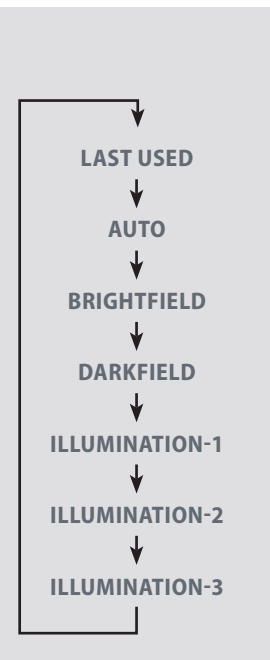 LAST USED
AUTO
BRIGHTFIELD
DARKFIELD
ILLUMINATION-1
ILLUMINATION-2
ILLUMINATION-3